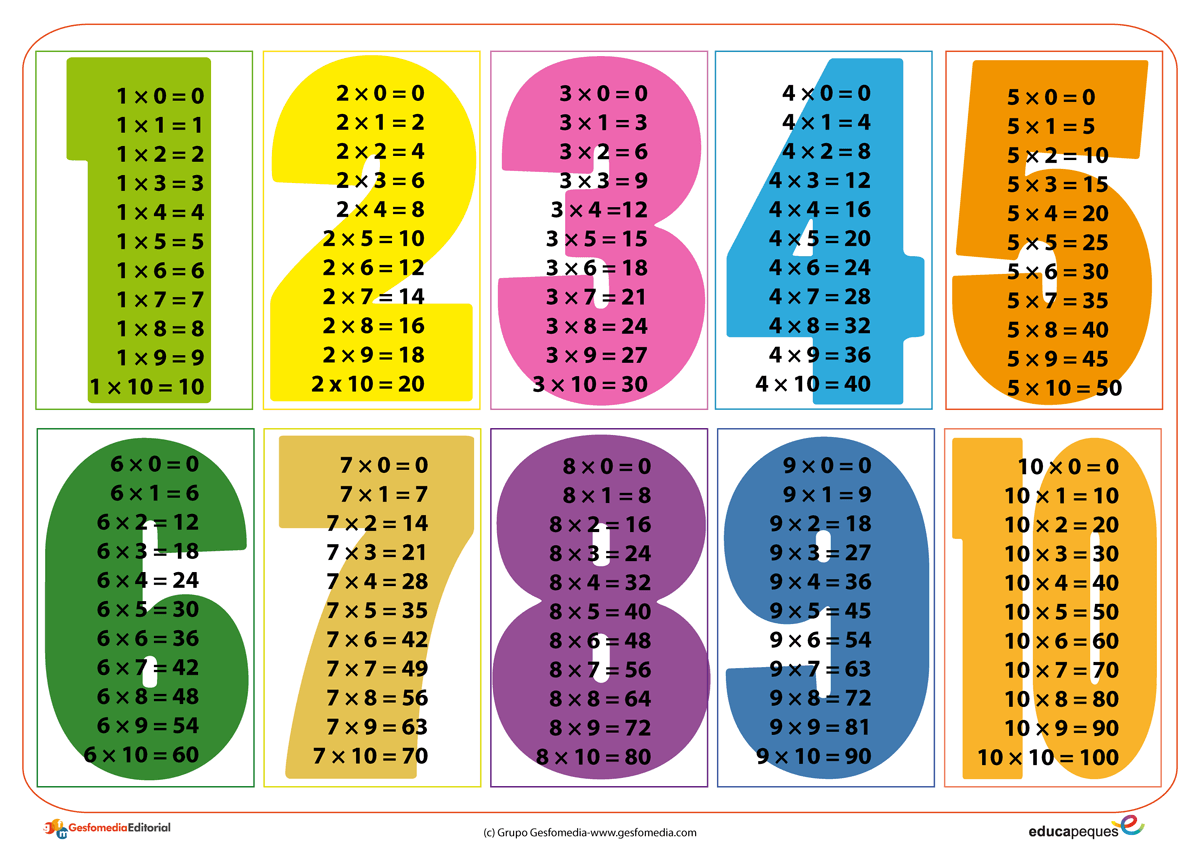 1 × 0 = 0
1 × 1 = 1
1 × 2 = 2
1 × 3 = 3
1 × 4 = 4
1 × 5 = 5
1 × 6 = 6
1 × 7 = 7
1 × 8 = 8
1 × 9 = 9
1 × 10 = 10
2 × 0 = 0
2 × 1 = 2
2 × 2 = 4
2 × 3 = 6
2 × 4 = 8
2 × 5 = 10
2 × 6 = 12
2 × 7 = 14
2 × 8 = 16
2 × 9 = 18
2 x 10 = 20
3 × 0 = 0
3 × 1 = 3
3 × 2 = 6
3 × 3 = 9
3 × 4 =12
3 × 5 = 15
3 × 6 = 18
3 × 7 = 21
3 × 8 = 24
3 × 9 = 27
3 × 10 = 30
4 × 0 = 0
4 × 1 = 4
4 × 2 = 8
4 × 3 = 12
4 × 4 = 16
4 × 5 = 20
4 × 6 = 24
4 × 7 = 28
4 × 8 = 32
4 × 9 = 36
4 × 10 = 40
5 × 0 = 0
5 × 1 = 5
5 × 2 = 10
5 × 3 = 15
5 × 4 = 20
5 × 5 = 25
5 × 6 = 30
5 × 7 = 35
5 × 8 = 40
5 × 9 = 45
5 × 10 = 50
6 × 0 = 0
6 × 1 = 6
6 × 2 = 12
6 × 3 = 18
6 × 4 = 24
6 × 5 = 30
6 × 6 = 36
6 × 7 = 42
6 × 8 = 48
6 × 9 = 54
6 × 10 = 60
7 × 0 = 0
7 × 1 = 7
7 × 2 = 14
7 × 3 = 21
7 × 4 = 28
7 × 5 = 35
7 × 6 = 42
7 × 7 = 49
7 × 8 = 56
7 × 9 = 63
7 × 10 = 70
8 × 0 = 0
8 × 1 = 8
8 × 2 = 16
8 × 3 = 24
8 × 4 = 32
8 × 5 = 40
8 × 6 = 48
8 × 7 = 56
8 × 8 = 64
8 × 9 = 72
8 × 10 = 80
9 × 0 = 0
9 × 1 = 9
9 × 2 = 18
9 × 3 = 27
9 × 4 = 36
9 × 5 = 45
9 × 6 = 54
9 × 7 = 63
9 × 8 = 72
9 × 9 = 81
9 × 10 = 90
10 × 0 = 0
10 × 1 = 10
10 × 2 = 20
10 × 3 = 30
10 × 4 = 40
10 × 5 = 50
10 × 6 = 60
10 × 7 = 70
10 × 8 = 80
10 × 9 = 90
10 × 10 = 100
GesfomediaEditorial
(c) Grupo Gesfomedia-www.gesfomedia.com
educapeques